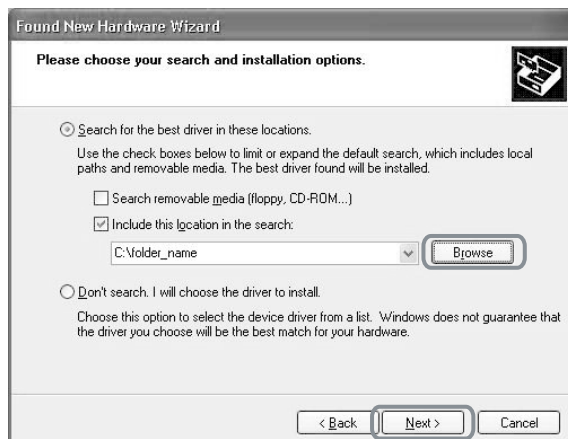 Found New Hardware Wizard
Please choose your search and installation options.
Search for the best driver in these locations.
Use the check boxes below to limit or expand the default search, which includes local
paths and removable media. The best driver found will be installed.
Search removable media (floppy, CD-ROM...)
Include this location in the search:
C:\folder_name
Browse
Don't search. I will choose the driver to install.
Choose this option to select the device driver from a list. Windows does not guarantee that
the driver you choose will be the best match for your hardware.
< Back
Next >
Cancel